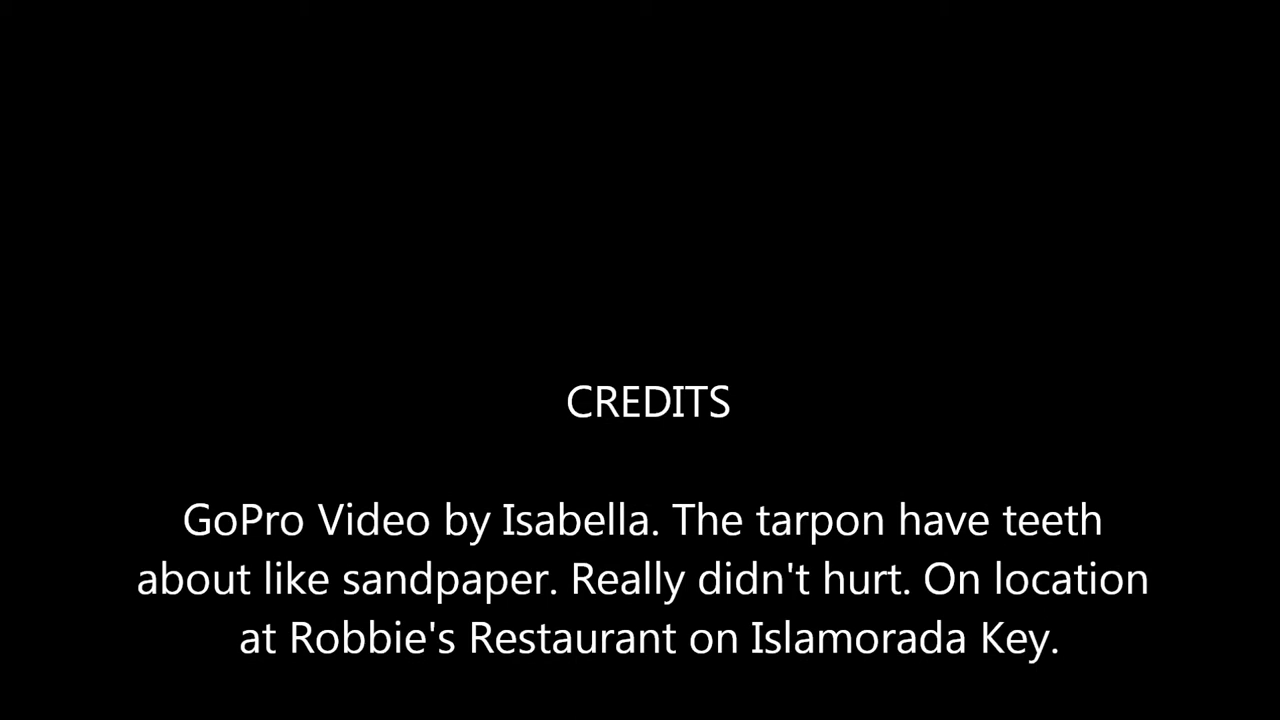 CREDITS
GoPro Video by Isabella. The tarpon have teeth
about like sandpaper. Really didn't hurt. On location
at Robbie's Restaurant on Islamorada Key.